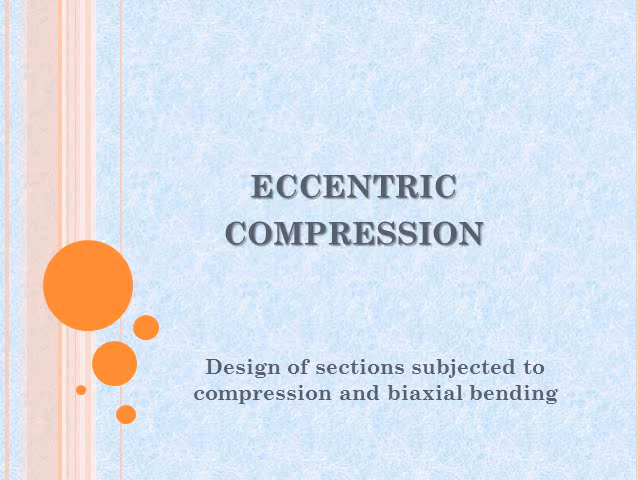 ECCENTRIC
COMPRESSION
Design of sections subjected to
compression and biaxial bending